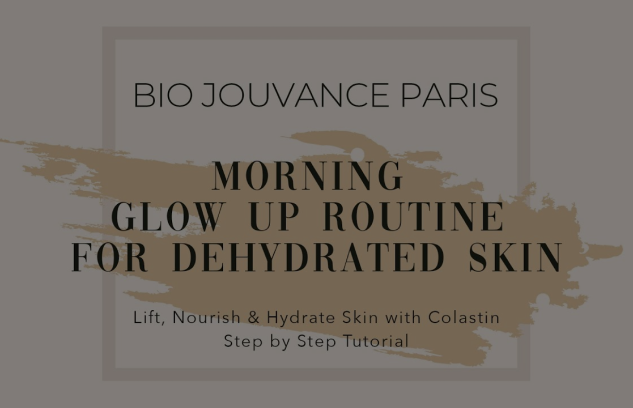 BIO JOUVANCE PARIS
MORNING
GLOW UP ROUTINE
FOR DEHYDRATED SKIN
Lift, Nourish & Hydrate Skin with Colastin
Step by Step Tutorial